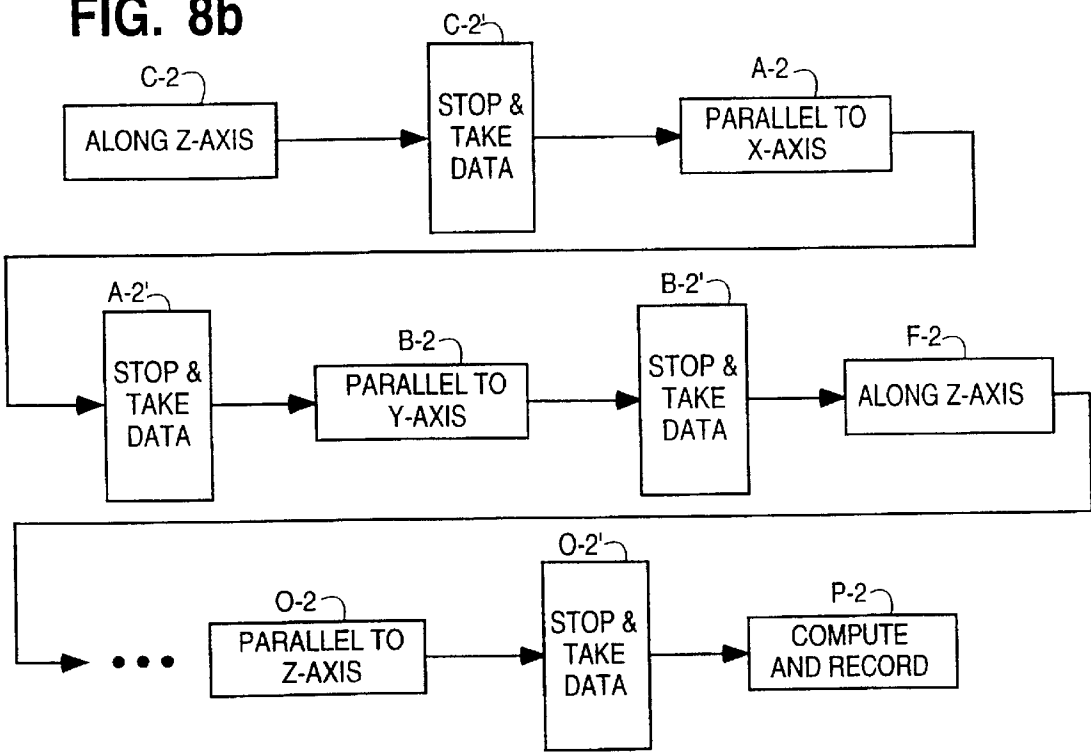 FIG. 8b
C-2
ALONG Z-AXIS
C-2'
STOP &
TAKE
DATA
A-2
PARALLEL TO
X-AXIS
A-2'
STOP &
TAKE
DATA
B-2
PARALLEL TO
Y-AXIS
B-2'
STOP &
TAKE
DATA
F-2
ALONG Z-AXIS
•••
O-2
PARALLEL TO
Z-AXIS
O-2'
STOP &
TAKE
DATA
P-2
COMPUTE
AND RECORD